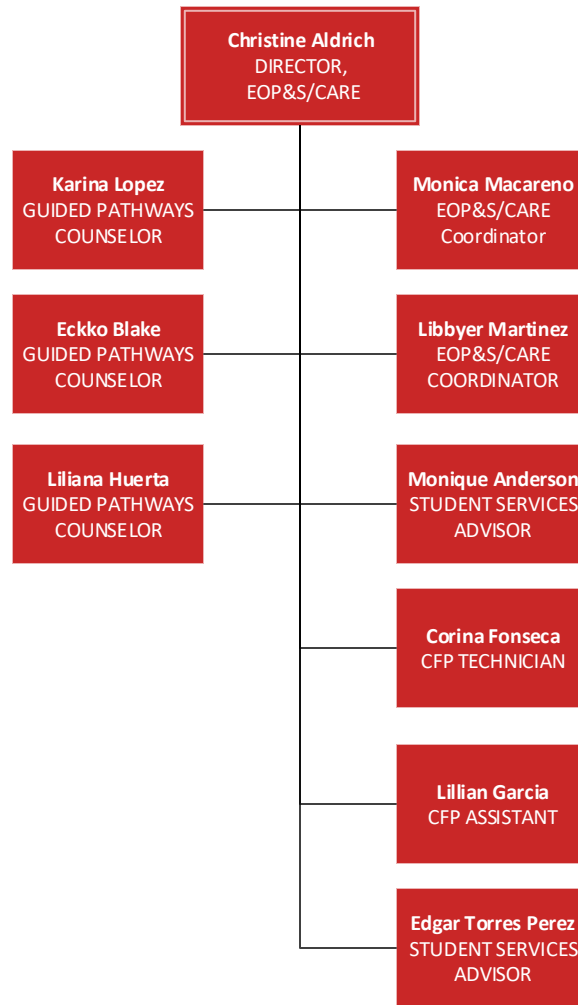 Christine Aldrich
DIRECTOR,
EOP&S/CARE
Karina Lopez
GUIDED PATHWAYS
COUNSELOR
Monica Macareno
EOP&S/CARE
Coordinator
Eckko Blake
GUIDED PATHWAYS
COUNSELOR
Libbyer Martinez
EOP&S/CARE
COORDINATOR
Liliana Huerta
GUIDED PATHWAYS
COUNSELOR
Monique Anderson
STUDENT SERVICES
ADVISOR
Corina Fonseca
CFP TECHNICIAN
Lillian Garcia
CFP ASSISTANT
Edgar Torres Perez
STUDENT SERVICES
ADVISOR